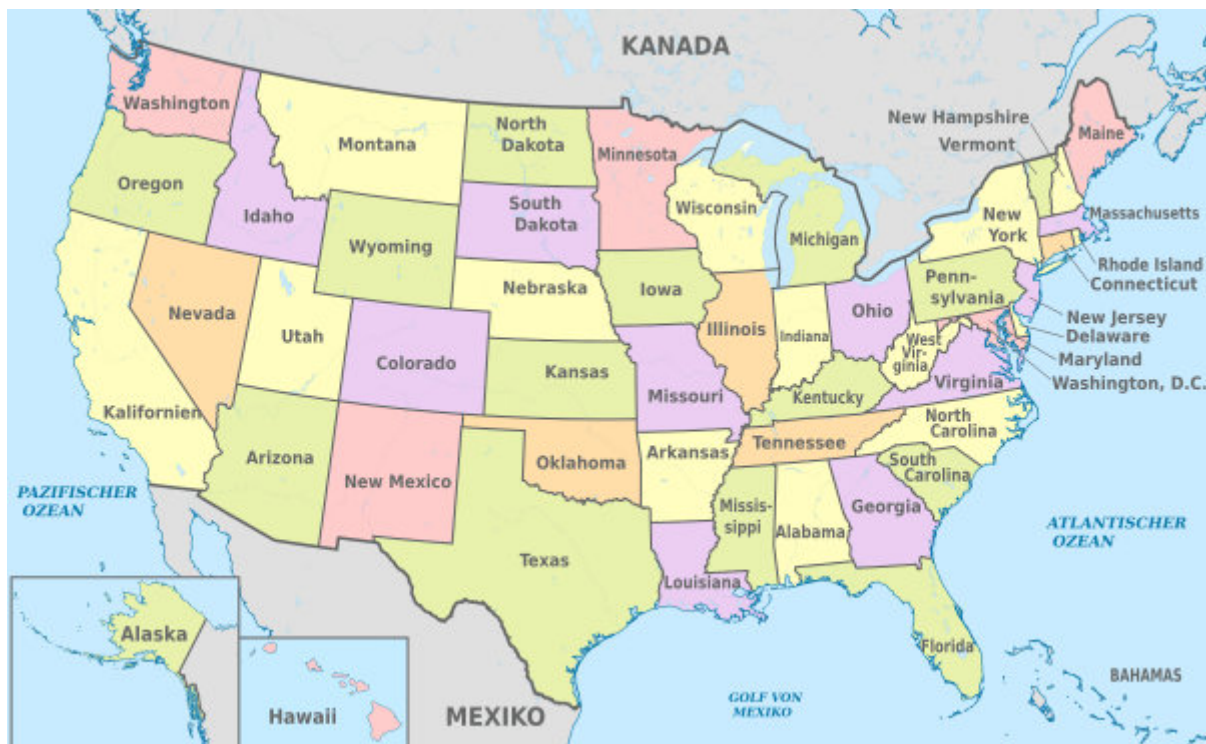 KANADA
Washington
Montana
North
Dakota
Minnesota
New Hampshire
Vermont
Maine
Oregon
Idaho
South
Dakota
Wisconsin
Michigan
New
York
Massachusetts
Wyoming
Rhode Island
Connecticut
Nebraska
Iowa
Penn-
sylvania
Nevada
Utah
Colorado
Illinois
Indiana
Ohio
New Jersey
Delaware
West
Vir-
ginia
Maryland
Washington, D.C.
Kansas
Missouri
Kentucky
Virginia
Kalifornien
North
Carolina
Arizona
New Mexico
Oklahoma
Arkansas
Tennessee
South
Carolina
PAZIFISCHER
OZEAN
Missis-
sippi
Alabama
Georgia
ATLANTISCHER
OZEAN
Texas
Louisiana
Alaska
Florida
Hawaii
MEXIKO
GOLF VON
MEXIKO
BAHAMAS